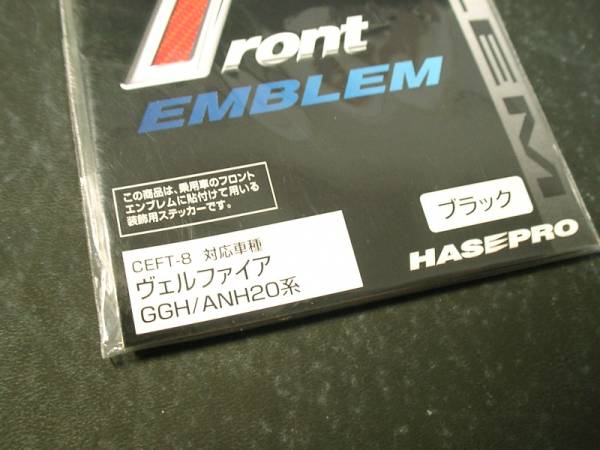 Front
EMBLEM
LEM
この商品は、乗用車のフロント
エンブレムに貼付けて用いる
装飾用ステッカーです。
ブラック
CEFT-8 対応車種
ヴェルファイア
GGH/ANH20系
HASEPRO